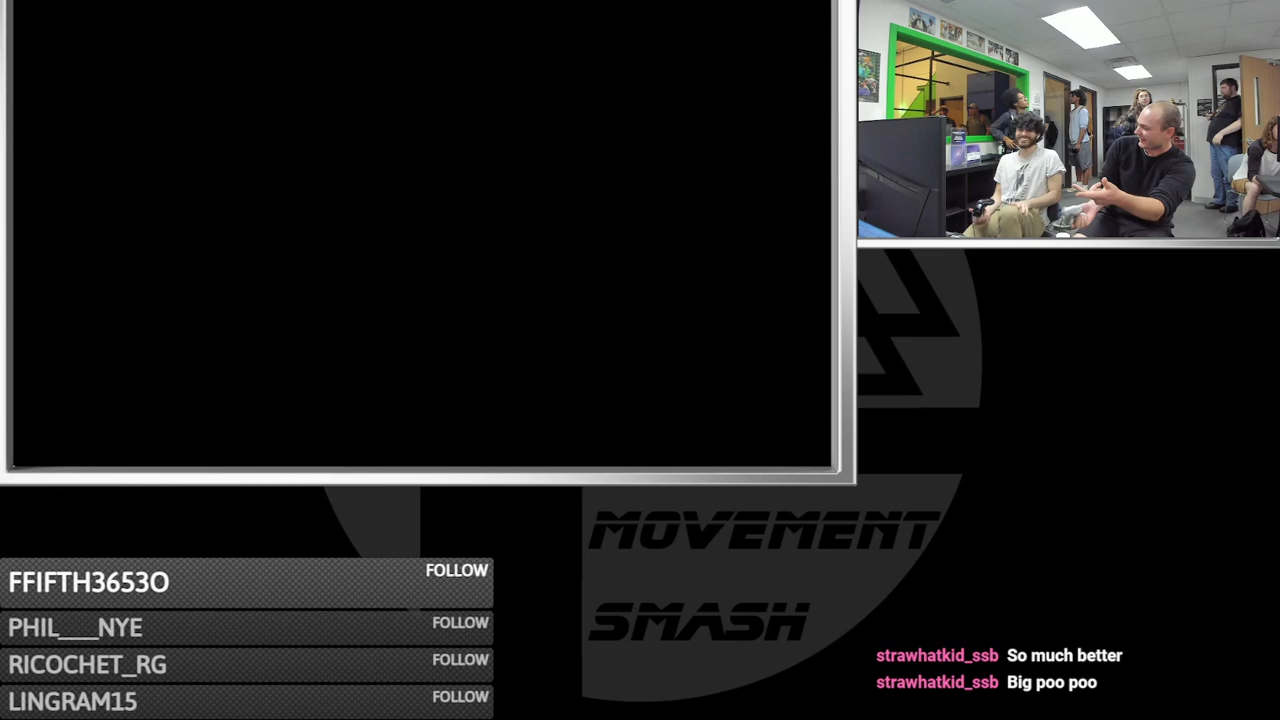 MOVEMENT
SMASH
FFIFTH3653O FOLLOW
PHIL___NYE FOLLOW
RICOCHET_RG FOLLOW
LINGRAM15 FOLLOW
strawhatkid_ssb So much better
strawhatkid_ssb Big poo poo